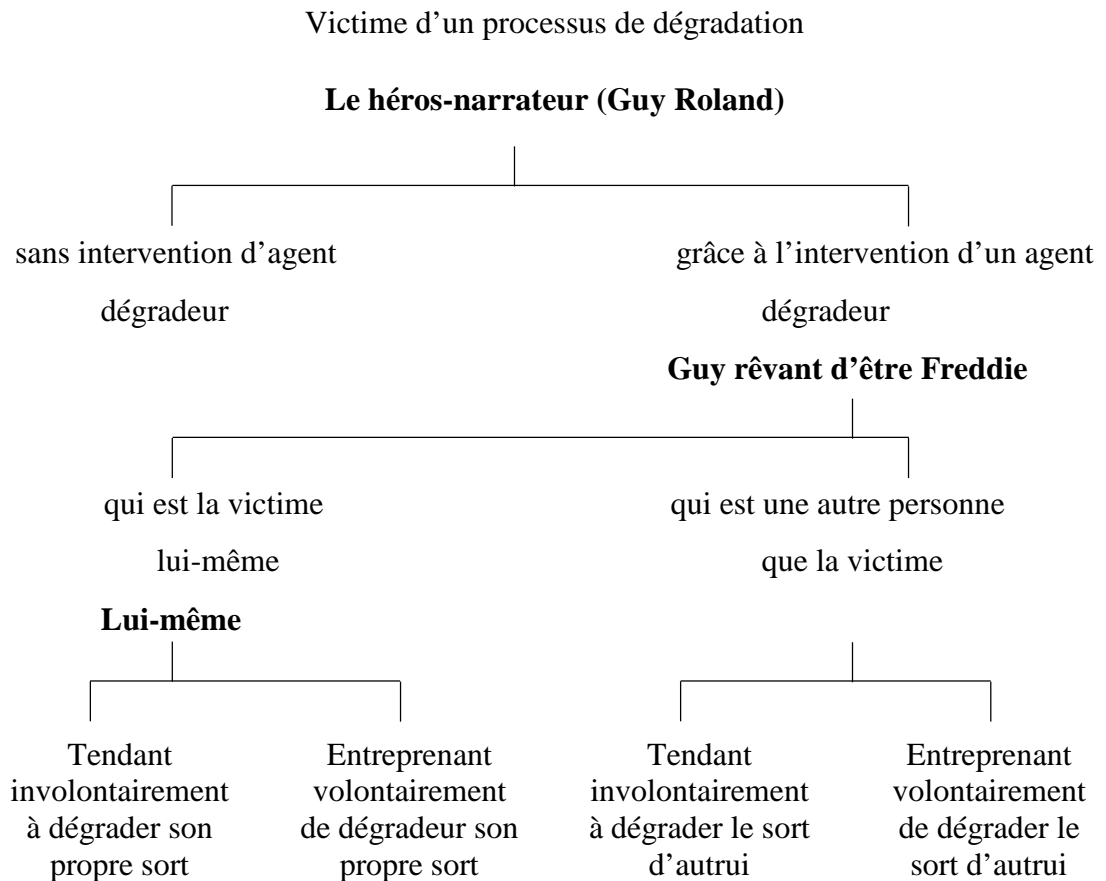 Victime d’un processus de dégradation
Le héros-narrateur (Guy Roland)
sans intervention d’agent
dégradeur
grâce à l’intervention d’un agent
dégradeur
Guy rêvant d’être Freddie
qui est la victime
lui-même
Lui-même
qui est une autre personne
que la victime
Tendant
involontairement
à dégrader son
propre sort
Entreprenant
volontairement
de dégradeur son
propre sort
Tendant
involontairement
à dégrader le sort
d’autrui
Entreprenant
volontairement
de dégrader le
sort d’autrui